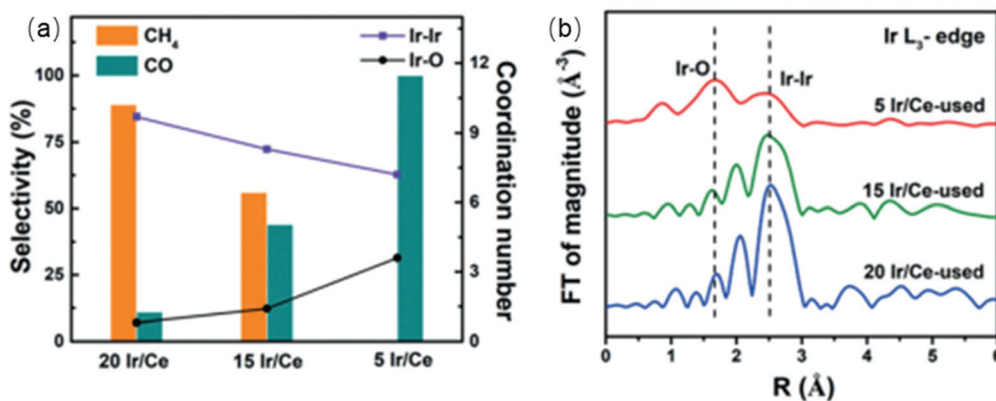 (a)
CH₄
CO
Ir-Ir
Ir-O
Selectivity (%)
100
75
50
25
0
Coordination number
12
9
6
3
0
20 Ir/Ce
15 Ir/Ce
5 Ir/Ce
(b)
Ir L₃- edge
Ir-O
Ir-Ir
5 Ir/Ce-used
15 Ir/Ce-used
20 Ir/Ce-used
FT of magnitude (Å⁻³)
0
1
2
3
4
5
6
R (Å)